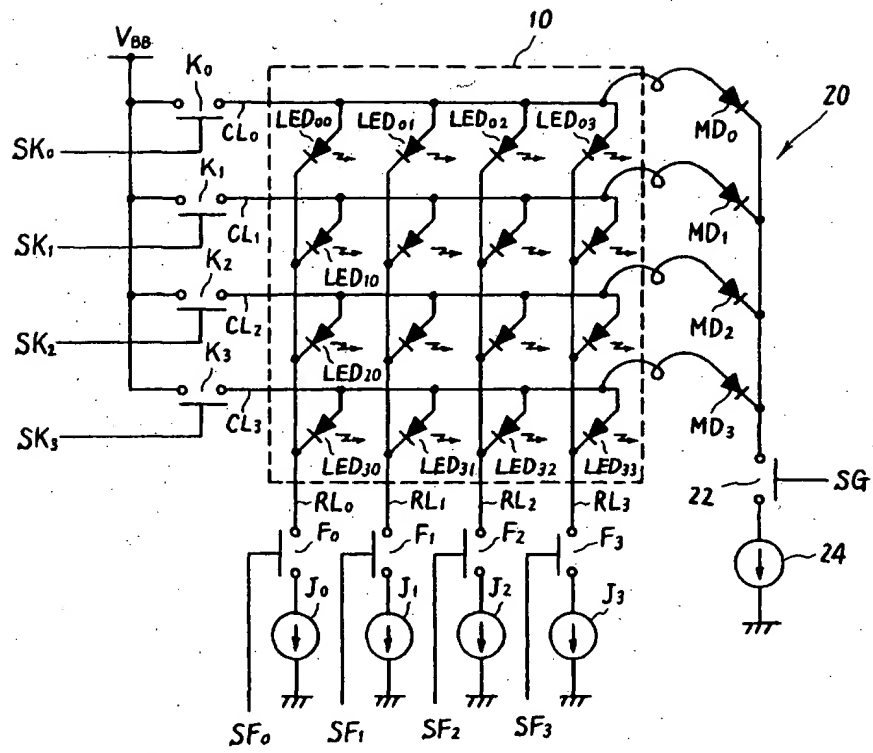 10
V_BB
K₀
LED₀₀
LED₀₁
LED₀₂
LED₀₃
20
CL₀
MD₀
SK₀
K₁
CL₁
MD₁
SK₁
LED₁₀
K₂
CL₂
MD₂
SK₂
LED₂₀
K₃
CL₃
MD₃
SK₃
LED₃₀
LED₃₁
LED₃₂
LED₃₃
22
SG
RL₀
RL₁
RL₂
RL₃
F₀
F₁
F₂
F₃
24
J₀
J₁
J₂
J₃
SF₀
SF₁
SF₂
SF₃